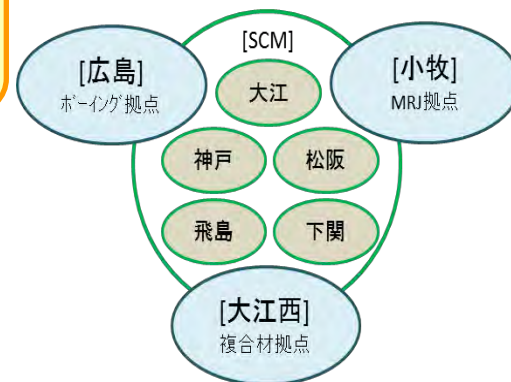 [SCM]
[広島]
ボーイング拠点
[小牧]
MRJ拠点
大江
神戸
松阪
飛島
下関
[大江西]
複合材拠点